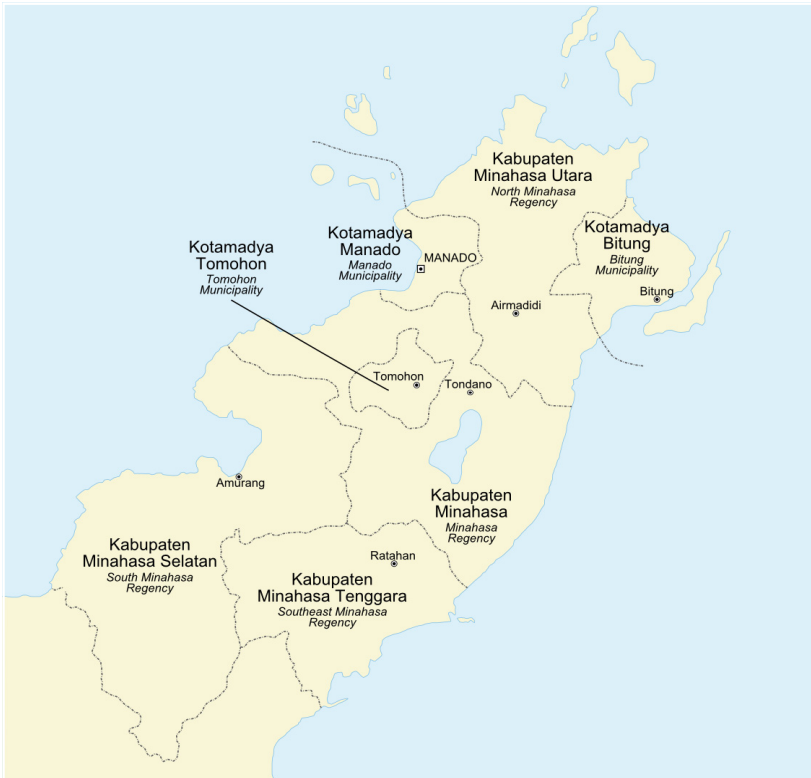 Kabupaten
Minahasa Utara
North Minahasa
Regency
Kotamadya
Bitung
Bitung
Municipality
Kotamadya
Manado
Manado
Municipality
Kotamadya
Tomohon
Tomohon
Municipality
MANADO
Bitung
Airmadidi
Tomohon
Tondano
Amurang
Kabupaten
Minahasa
Minahasa
Regency
Kabupaten
Minahasa Selatan
South Minahasa
Regency
Ratahan
Kabupaten
Minahasa Tenggara
Southeast Minahasa
Regency